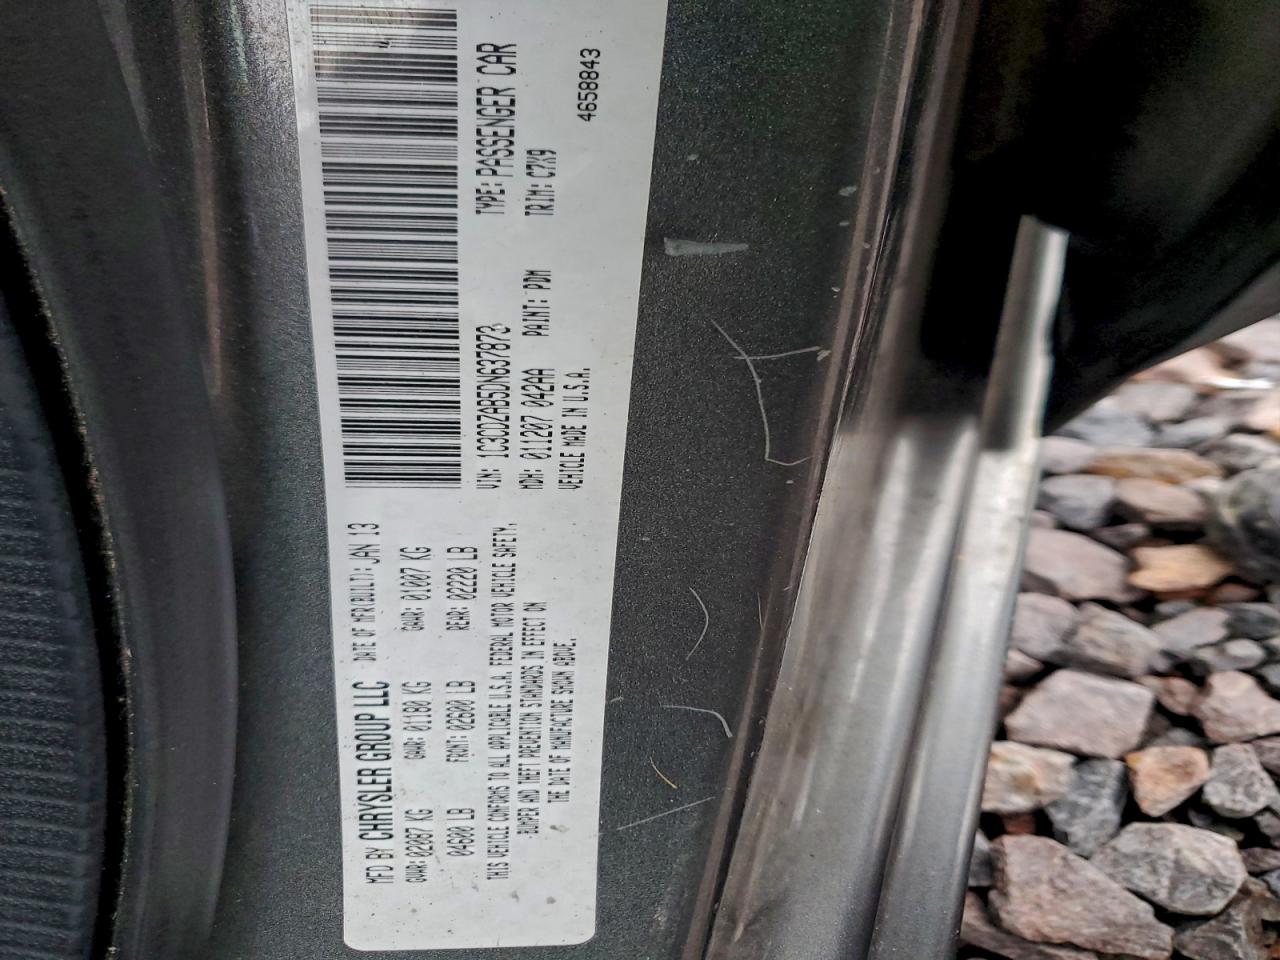 MFD BY CHRYSLER GROUP LLC DATE OF MFR(BUILT): JAN 13
GVWR: 02087 KG GAWR: 01180 KG GAWR: 01007 KG
04600 LB FRONT: 02600 LB REAR: 02220 LB
THIS VEHICLE CONFORMS TO ALL APPLICABLE U.S.A. FEDERAL MOTOR VEHICLE SAFETY,
BUMPER AND THEFT PREVENTION STANDARDS IN EFFECT ON
THE DATE OF MANUFACTURE SHOWN ABOVE.
VIN: 1C3CDZAB5DN637873 TYPE: PASSENGER CAR
MDH: 011207 042AA PAINT: PDM TRIM: C7X9
VEHICLE MADE IN U.S.A.
4658843